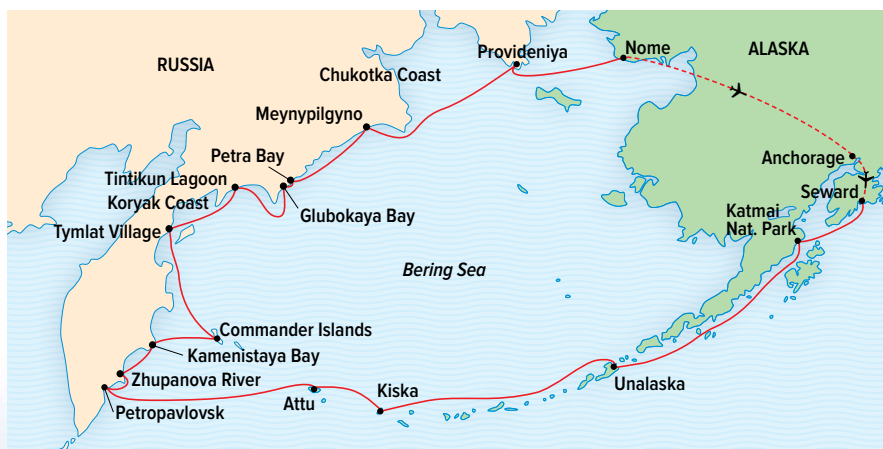 Nome
ALASKA
Provideniya
RUSSIA
Chukotka Coast
Meynypilgyno
Petra Bay
Anchorage
Tintikun Lagoon
Seward
Koryak Coast
Glubokaya Bay
Katmai
Nat. Park
Tymlat Village
Bering Sea
Commander Islands
Kamenistaya Bay
Zhupanova River
Unalaska
Kiska
Attu
Petropavlovsk